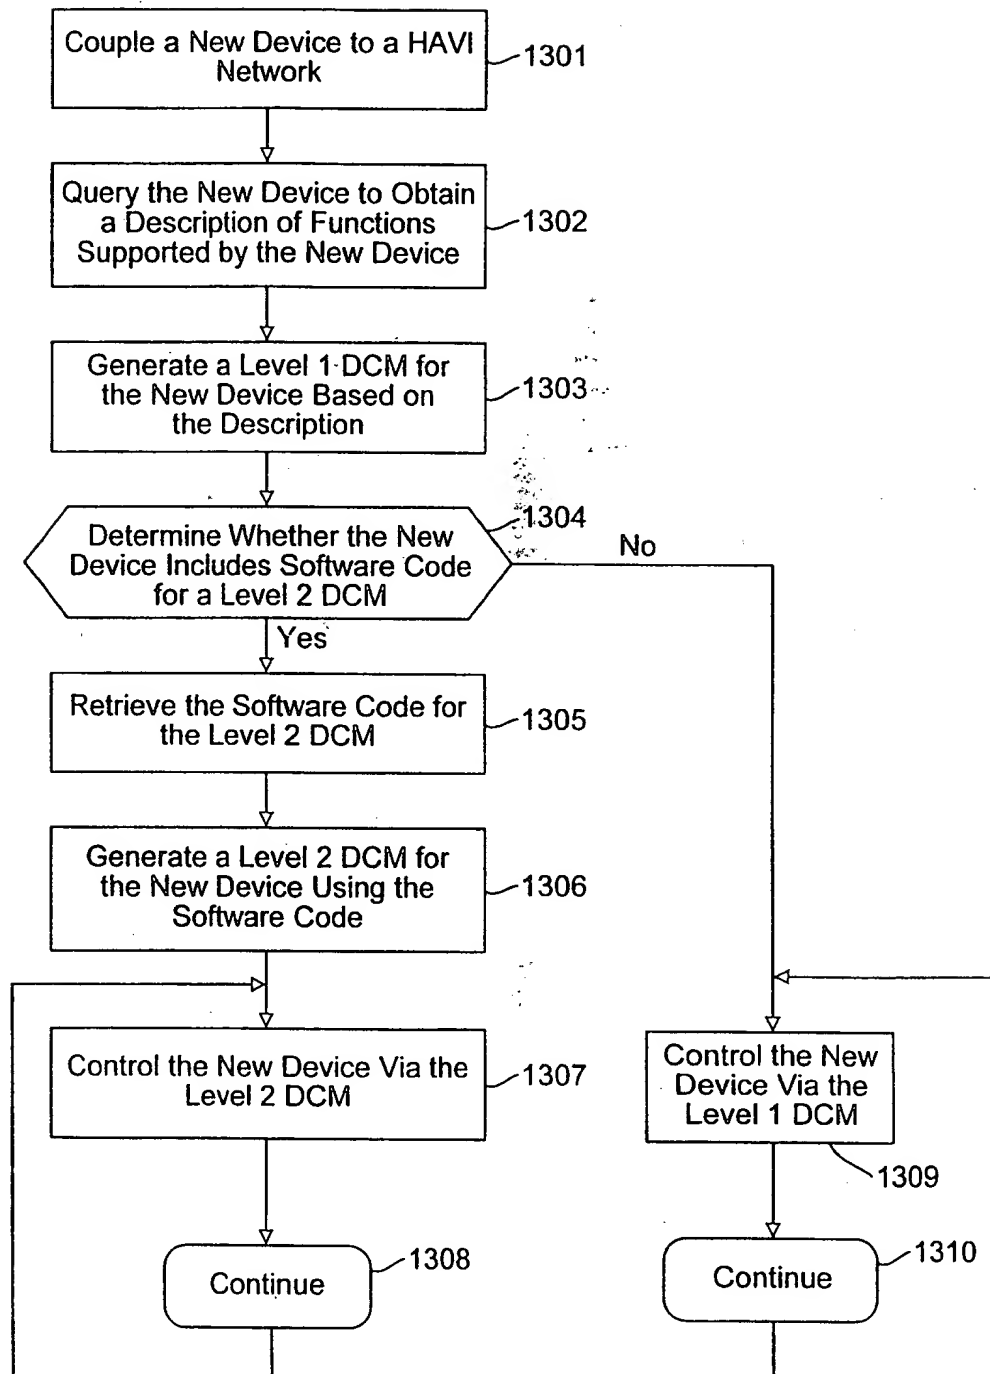 Couple a New Device to a HAVI
Network
1301
Query the New Device to Obtain
a Description of Functions
Supported by the New Device
1302
Generate a Level 1 DCM for
the New Device Based on
the Description
1303
Determine Whether the New
Device Includes Software Code
for a Level 2 DCM
1304
No
Yes
Retrieve the Software Code for
the Level 2 DCM
1305
Generate a Level 2 DCM for
the New Device Using the
Software Code
1306
Control the New Device Via the
Level 2 DCM
1307
Control the New
Device Via the
Level 1 DCM
1309
Continue
1308
Continue
1310